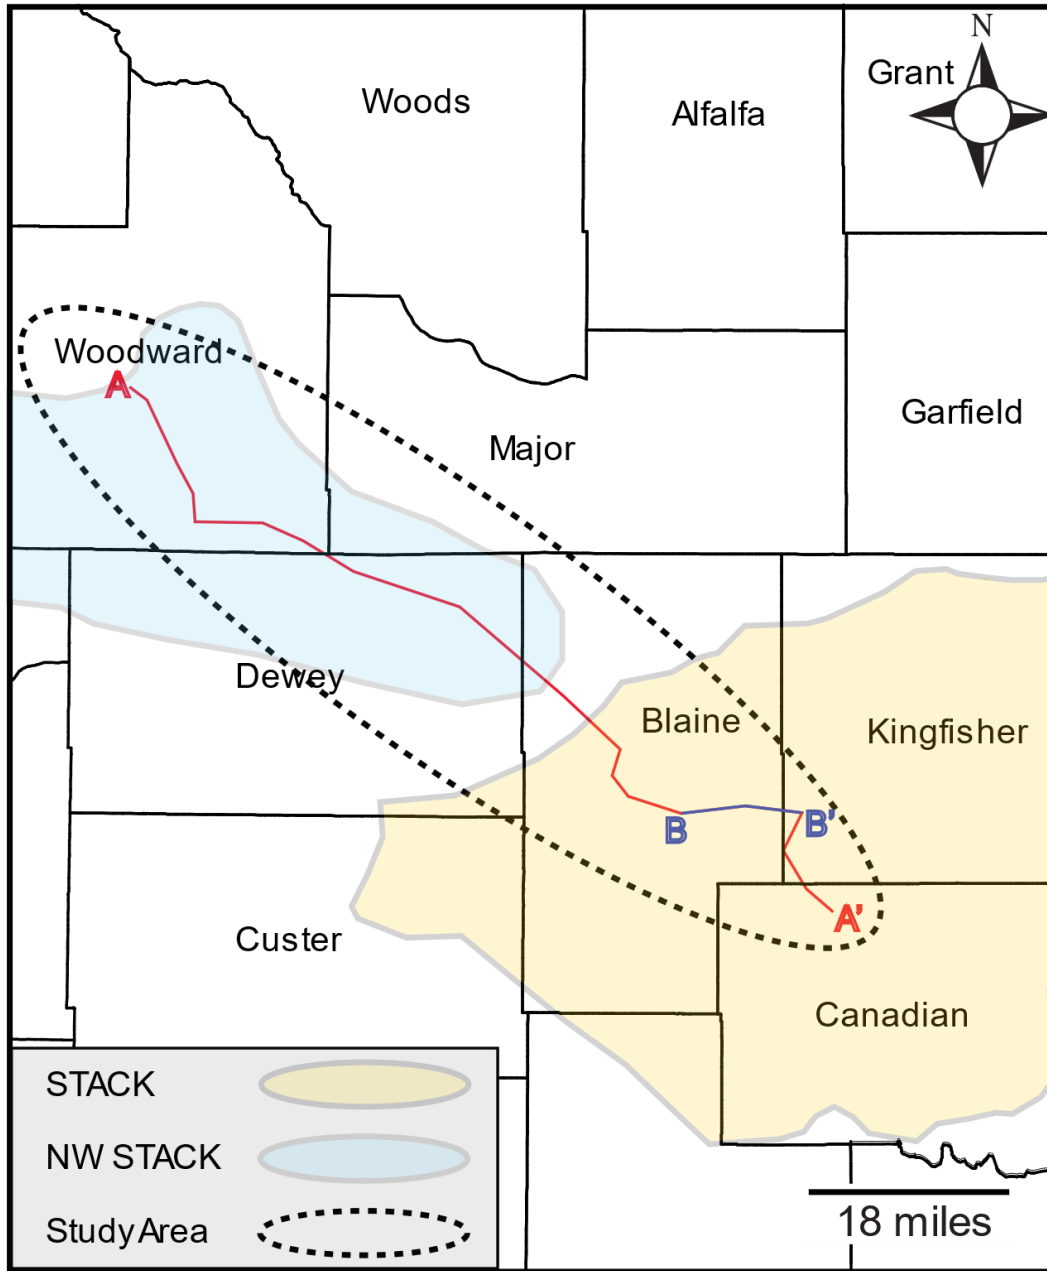 N
Grant
Woods
Alfalfa
Woodward
A
Garfield
Major
Dewey
Blaine
Kingfisher
B
B'
A'
Custer
Canadian
STACK
NW STACK
Study Area
18 miles